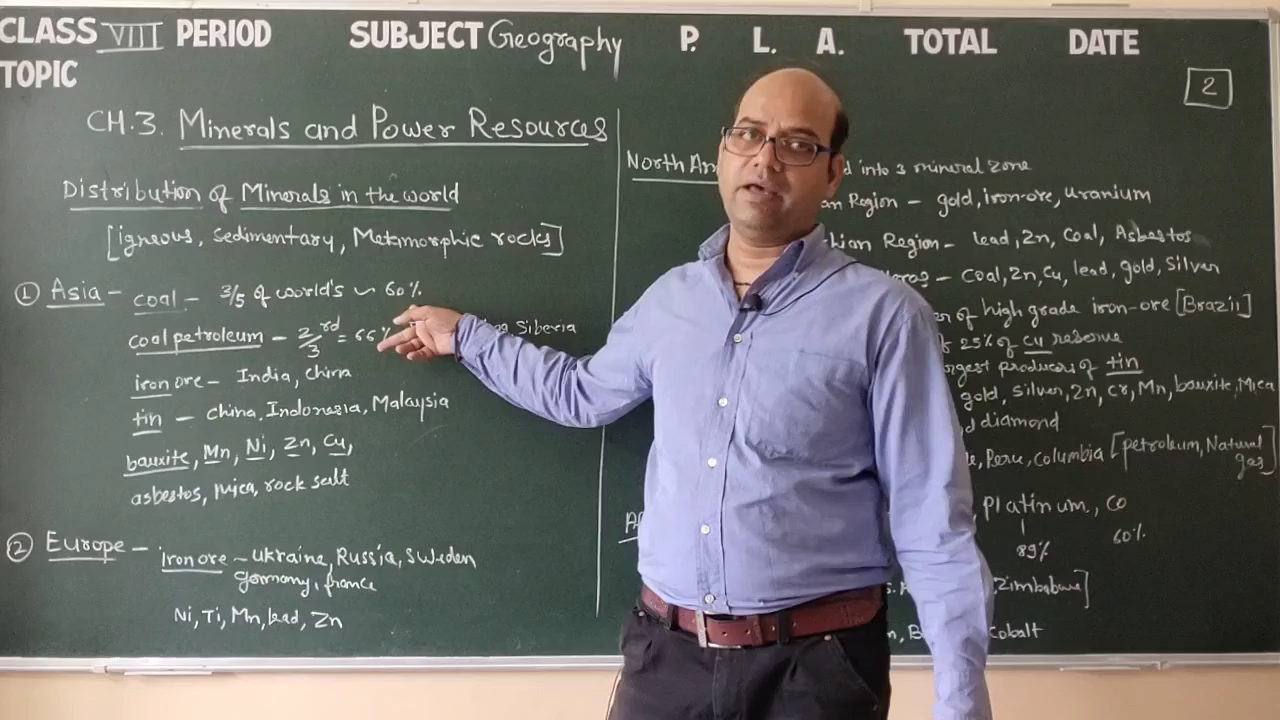 CLASS VIII PERIOD SUBJECT Geography P. L. A. TOTAL DATE
TOPIC
2
CH.3. Minerals and Power Resources
Distribution of Minerals in the world
[igneous, sedimentary, Metamorphic rocks]
① Asia - coal - 3/5 of world's ~ 60%
coal petroleum - 2/3 rd = 66% Siberia
iron ore - India, China
tin - China, Indonesia, Malaysia
bauxite, Mn, Ni, Zn, Cu,
asbestos, Mica, rock salt
② Europe - iron ore ~ Ukraine, Russia, Sweden
Germany, France
Ni, Ti, Mn, lead, Zn
North Am into 3 mineral zone
an Region - gold, iron-ore, uranium
hian Region - lead, Zn, Coal, Asbestos
- Coal, Zn, Cu, lead, gold, Silver
of high grade iron-ore [Brazil]
25% of Cu reserve
rgest producers of tin
gold, Silver, Zn, Cr, Mn, bauxite, Mica
diamond
Peru, Columbia [petroleum, Natural
gas]
Platinum, CO
89% 60%
Zimbabwe]
Cobalt